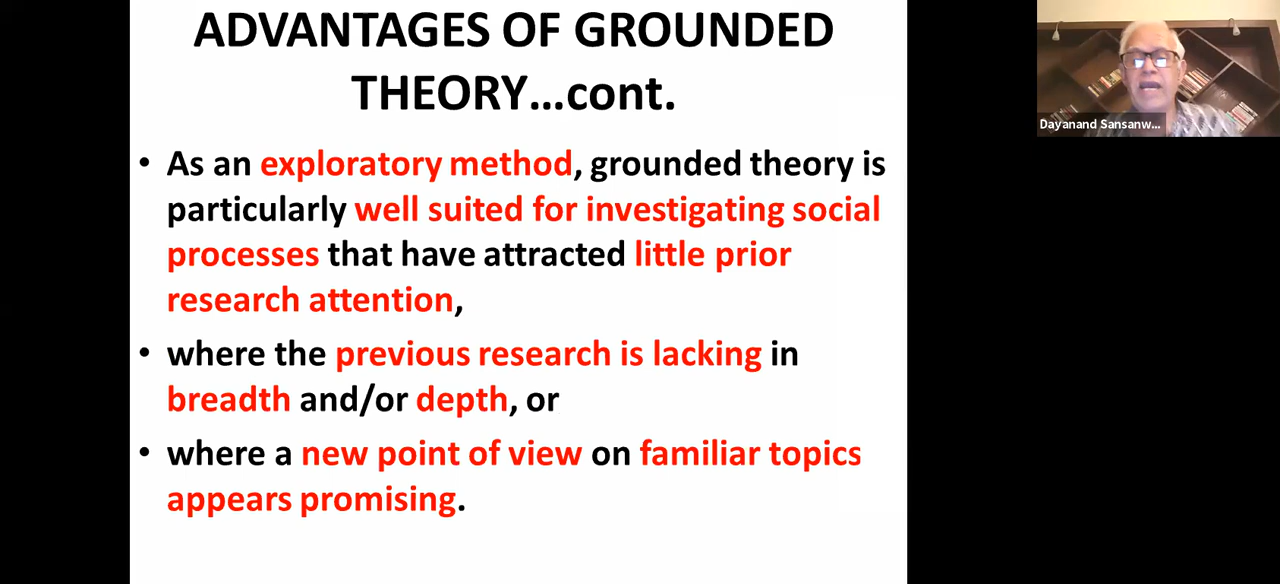 ADVANTAGES OF GROUNDED
THEORY...cont.
• As an exploratory method, grounded theory is
particularly well suited for investigating social
processes that have attracted little prior
research attention,
• where the previous research is lacking in
breadth and/or depth, or
• where a new point of view on familiar topics
appears promising.
Dayanand Sansanw...